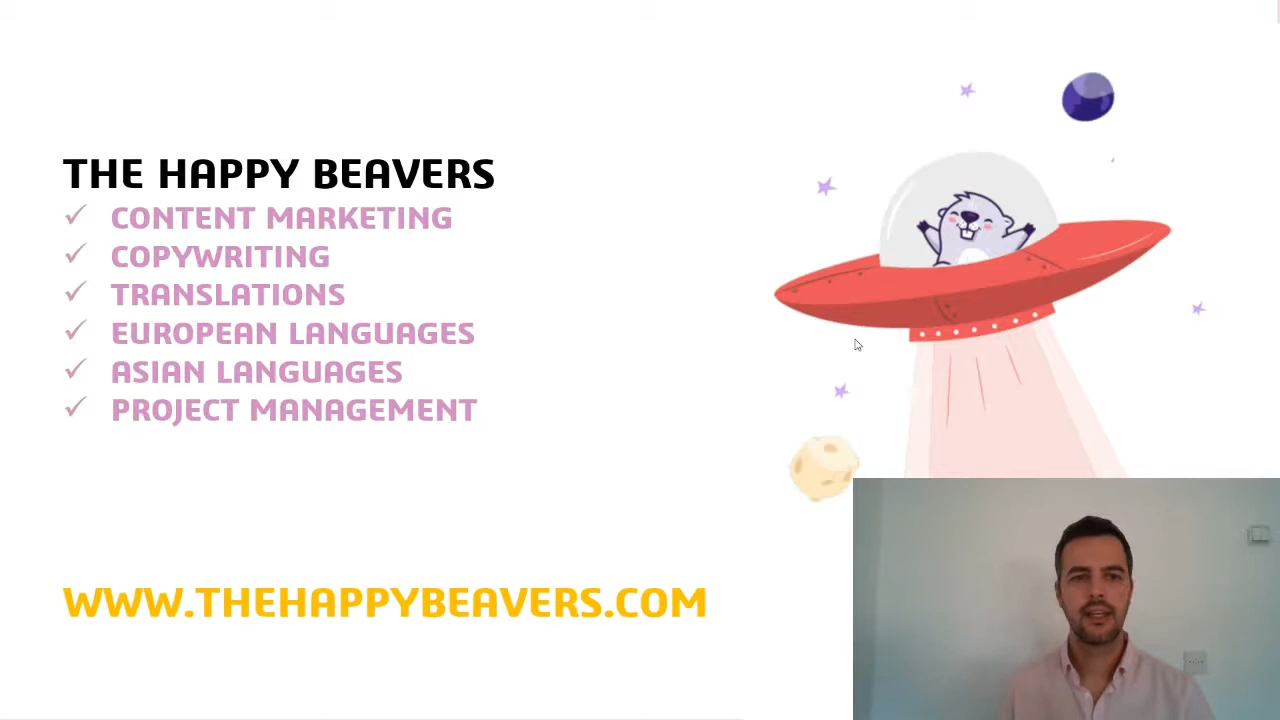 THE HAPPY BEAVERS
CONTENT MARKETING
COPYWRITING
TRANSLATIONS
EUROPEAN LANGUAGES
ASIAN LANGUAGES
PROJECT MANAGEMENT
WWW.THEHAPPYBEAVERS.COM